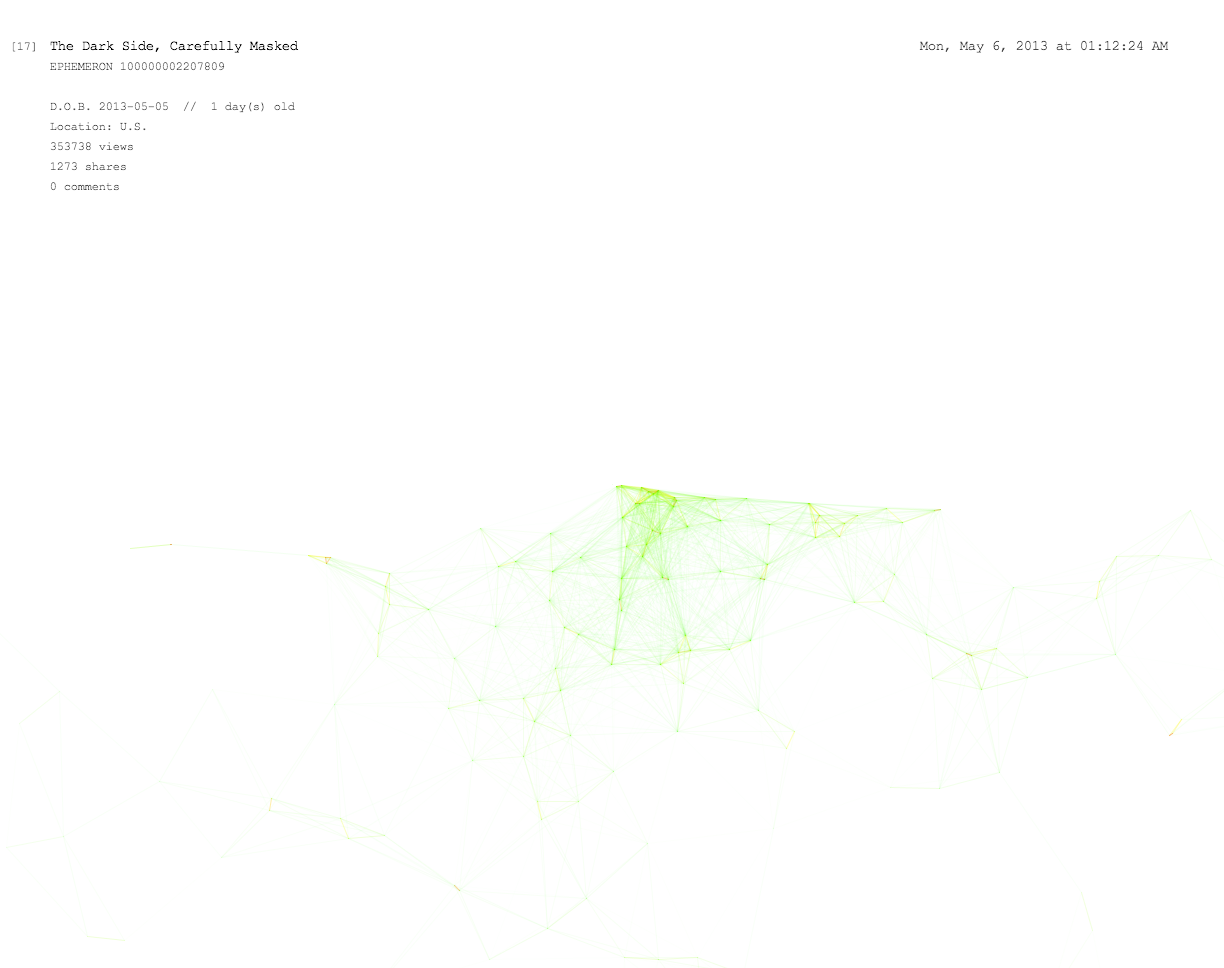 [17] The Dark Side, Carefully Masked Mon, May 6, 2013 at 01:12:24 AM
EPHEMERON 100000002207809
D.O.B. 2013-05-05 // 1 day(s) old
Location: U.S.
353738 views
1273 shares
0 comments